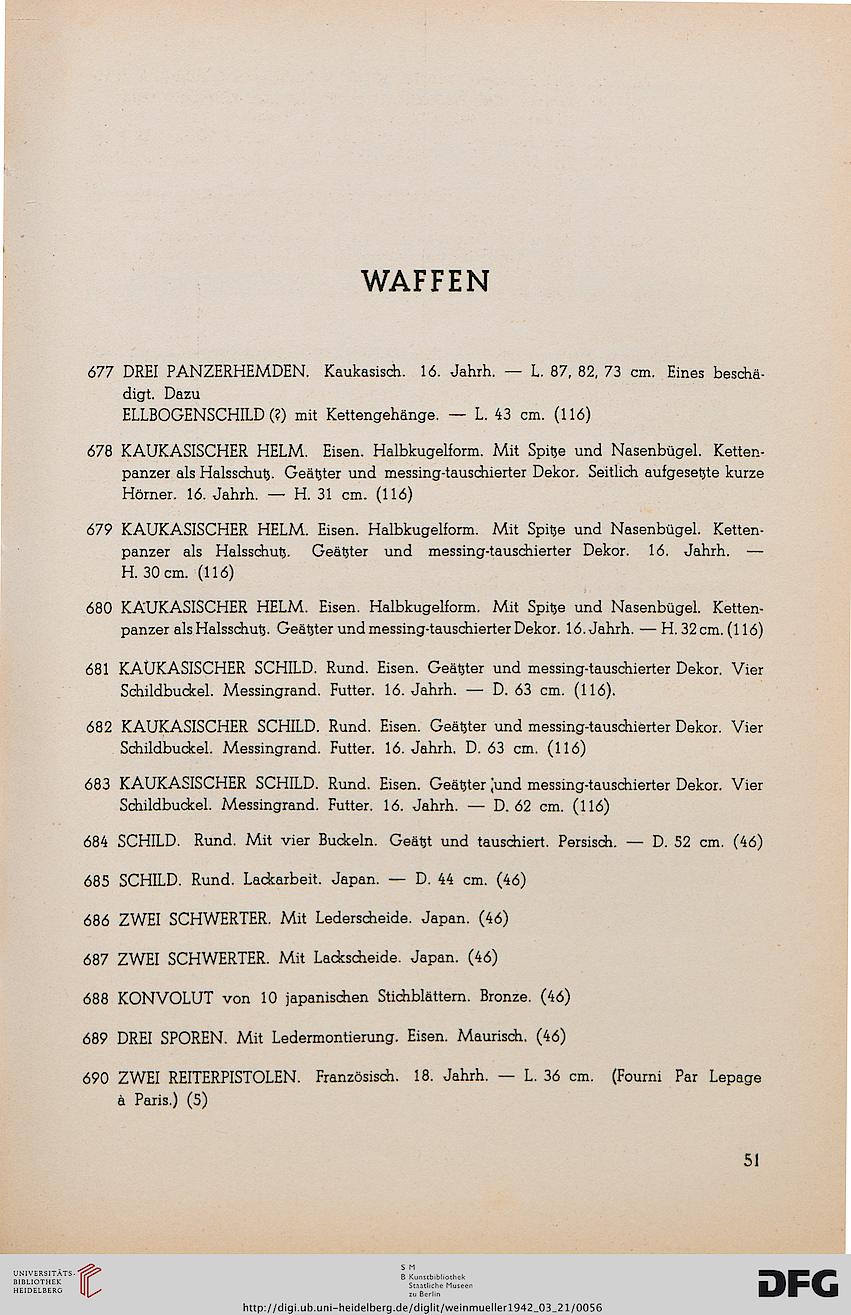 WAFFEN
677 DREI PANZERHEMDEN. Kaukasisch. 16. Jahrh. — L. 87, 82, 73 cm. Eines beschä-
digt. Dazu
ELLBOGENSCHILD (?) mit Kettengehänge. — L. 43 cm. (116)
678 KAUKASISCHER HELM. Eisen. Halbkugelform. Mit Spitze und Nasenbügel. Ketten-
panzer als Halsschutz. Geätzter und messing-tauschierter Dekor. Seitlich aufgesetzte kurze
Hörner. 16. Jahrh. — H. 31 cm. (116)
679 KAUKASISCHER HELM. Eisen. Halbkugelform. Mit Spitze und Nasenbügel. Ketten-
panzer als Halsschutz. Geätzter und messing-tauschierter Dekor. 16. Jahrh. —
H. 30 cm. (116)
680 KAUKASISCHER HELM. Eisen. Halbkugelform. Mit Spitze und Nasenbügel. Ketten-
panzer als Halsschutz. Geätzter und messing-tauschierter Dekor. 16. Jahrh. — H. 32 cm. (116)
681 KAUKASISCHER SCHILD. Rund. Eisen. Geätzter und messing-tauschierter Dekor. Vier
Schildbuckel. Messingrand. Futter. 16. Jahrh. — D. 63 cm. (116).
682 KAUKASISCHER SCHILD. Rund. Eisen. Geätzter und messing-tauschierter Dekor. Vier
Schildbuckel. Messingrand. Futter. 16. Jahrh. D. 63 cm. (116)
683 KAUKASISCHER SCHILD. Rund. Eisen. Geätzter und messing-tauschierter Dekor. Vier
Schildbuckel. Messingrand. Futter. 16. Jahrh. — D. 62 cm. (116)
684 SCHILD. Rund. Mit vier Buckeln. Geätzt und tauschiert. Persisch. — D. 52 cm. (46)
685 SCHILD. Rund. Lackarbeit. Japan. — D. 44 cm. (46)
686 ZWEI SCHWERTER. Mit Lederscheide. Japan. (46)
687 ZWEI SCHWERTER. Mit Lackscheide. Japan. (46)
688 KONVOLUT von 10 japanischen Stichblättern. Bronze. (46)
689 DREI SPOREN. Mit Ledermontierung. Eisen. Maurisch. (46)
690 ZWEI REITERPISTOLEN. Französisch. 18. Jahrh. — L. 36 cm. (Fourni Par Lepage
à Paris.) (5)
51
UNIVERSITÄTS-
BIBLIOTHEK
HEIDELBERG
S M
B Kunstbibliothek
Staatliche Museen
zu Berlin
DFG
http://digi.ub.uni-heidelberg.de/diglit/weinmueller1942_03_21/0056